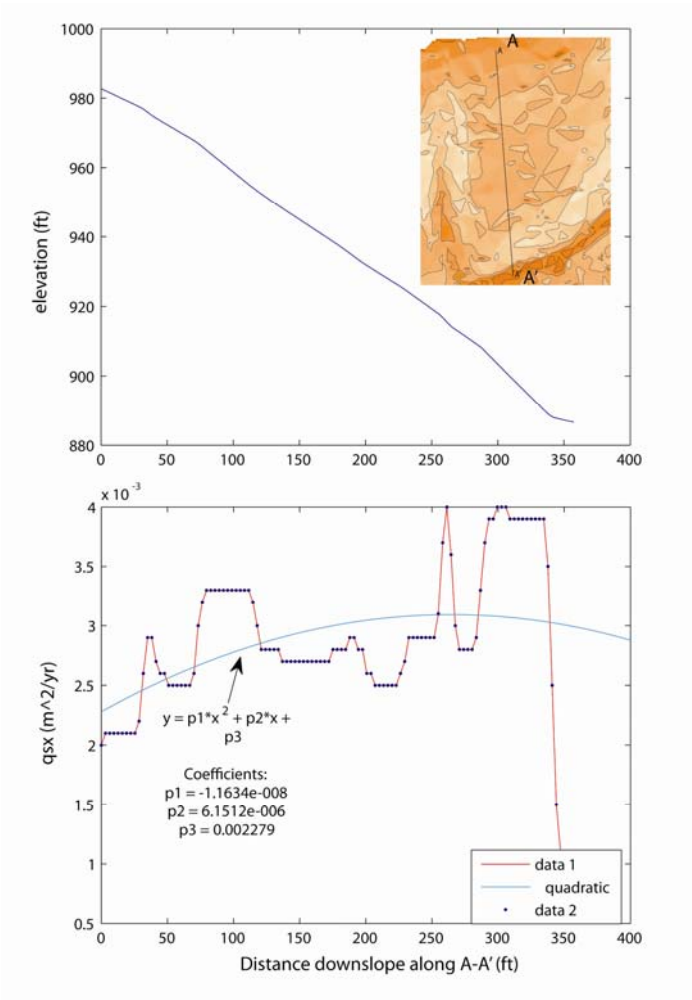 1000
980
960
940
920
900
880
elevation (ft)
A
A
A
A'
0
50
100
150
200
250
300
350
400
x 10 -3
4
3.5
3
2.5
2
1.5
1
0.5
qsx (m^2/yr)
y = p1*x 2 + p2*x +
p3
Coefficients:
p1 = -1.1634e-008
p2 = 6.1512e-006
p3 = 0.002279
data 1
quadratic
data 2
0
50
100
150
200
250
300
350
400
Distance downslope along A-A' (ft)